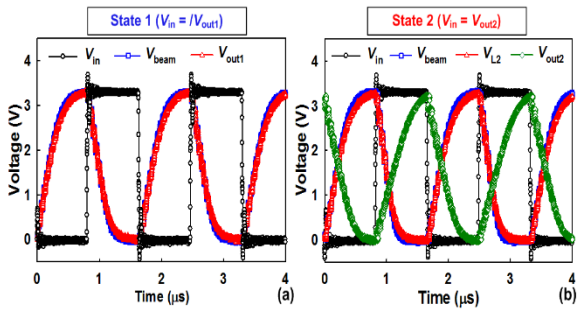 State 1 (Vin = /Vout1)
Vin Vbeam Vout1
Voltage (V)
3
2
1
0
0 1 2 3 4
Time (μs)
(a)
State 2 (Vin = Vout2)
Vin Vbeam VL2 Vout2
Voltage (V)
3
2
1
0
0 1 2 3 4
Time (μs)
(b)